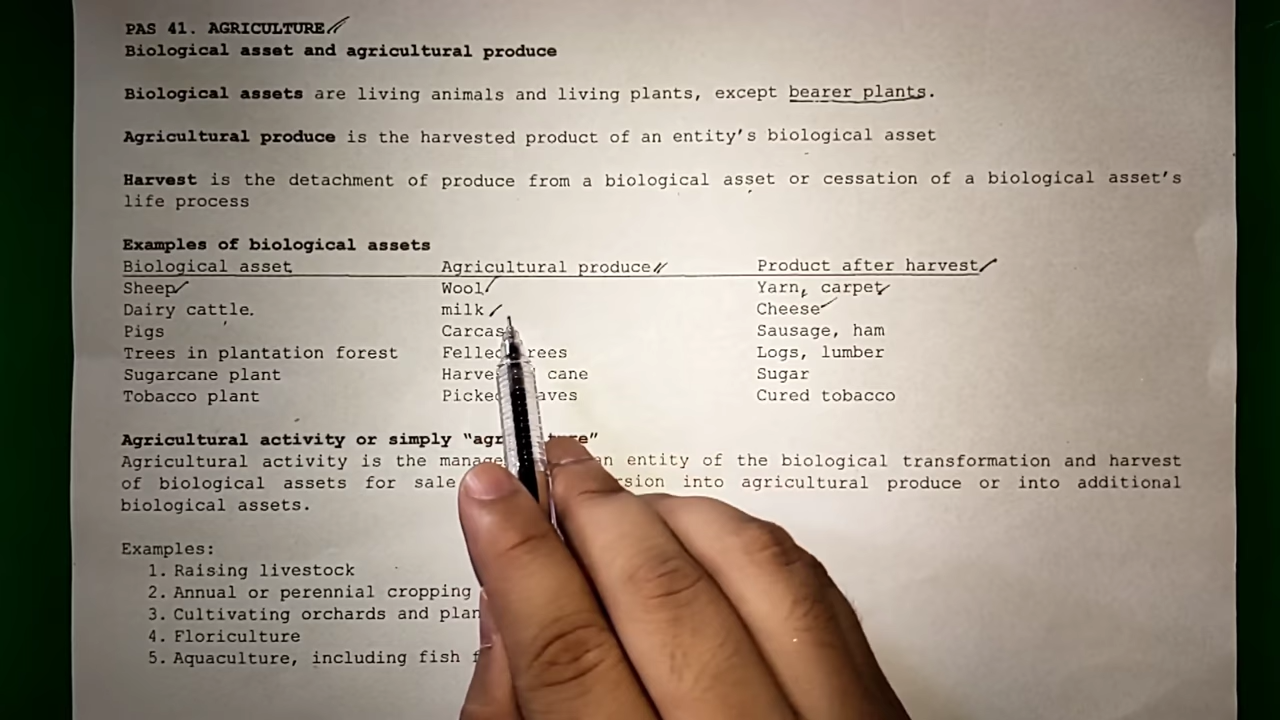 PAS 41. AGRICULTURE
Biological asset and agricultural produce
Biological assets are living animals and living plants, except bearer plants.
Agricultural produce is the harvested product of an entity's biological asset
Harvest is the detachment of produce from a biological asset or cessation of a biological asset's
life process
Examples of biological assets
Biological asset Agricultural produce Product after harvest
Sheep Wool Yarn, carpet
Dairy cattle. milk Cheese
Pigs Sausage, ham
Trees in plantation forest Logs, lumber
Sugarcane plant cane Sugar
Tobacco plant Cured tobacco
Agricultural activity or simply
Agricultural activity is the an entity of the biological transformation and harvest
of biological assets for sale into agricultural produce or into additional
biological assets.
Examples:
1. Raising livestock
2. Annual or perennial cropping
3. Cultivating orchards and
4. Floriculture
5. Aquaculture, including fish